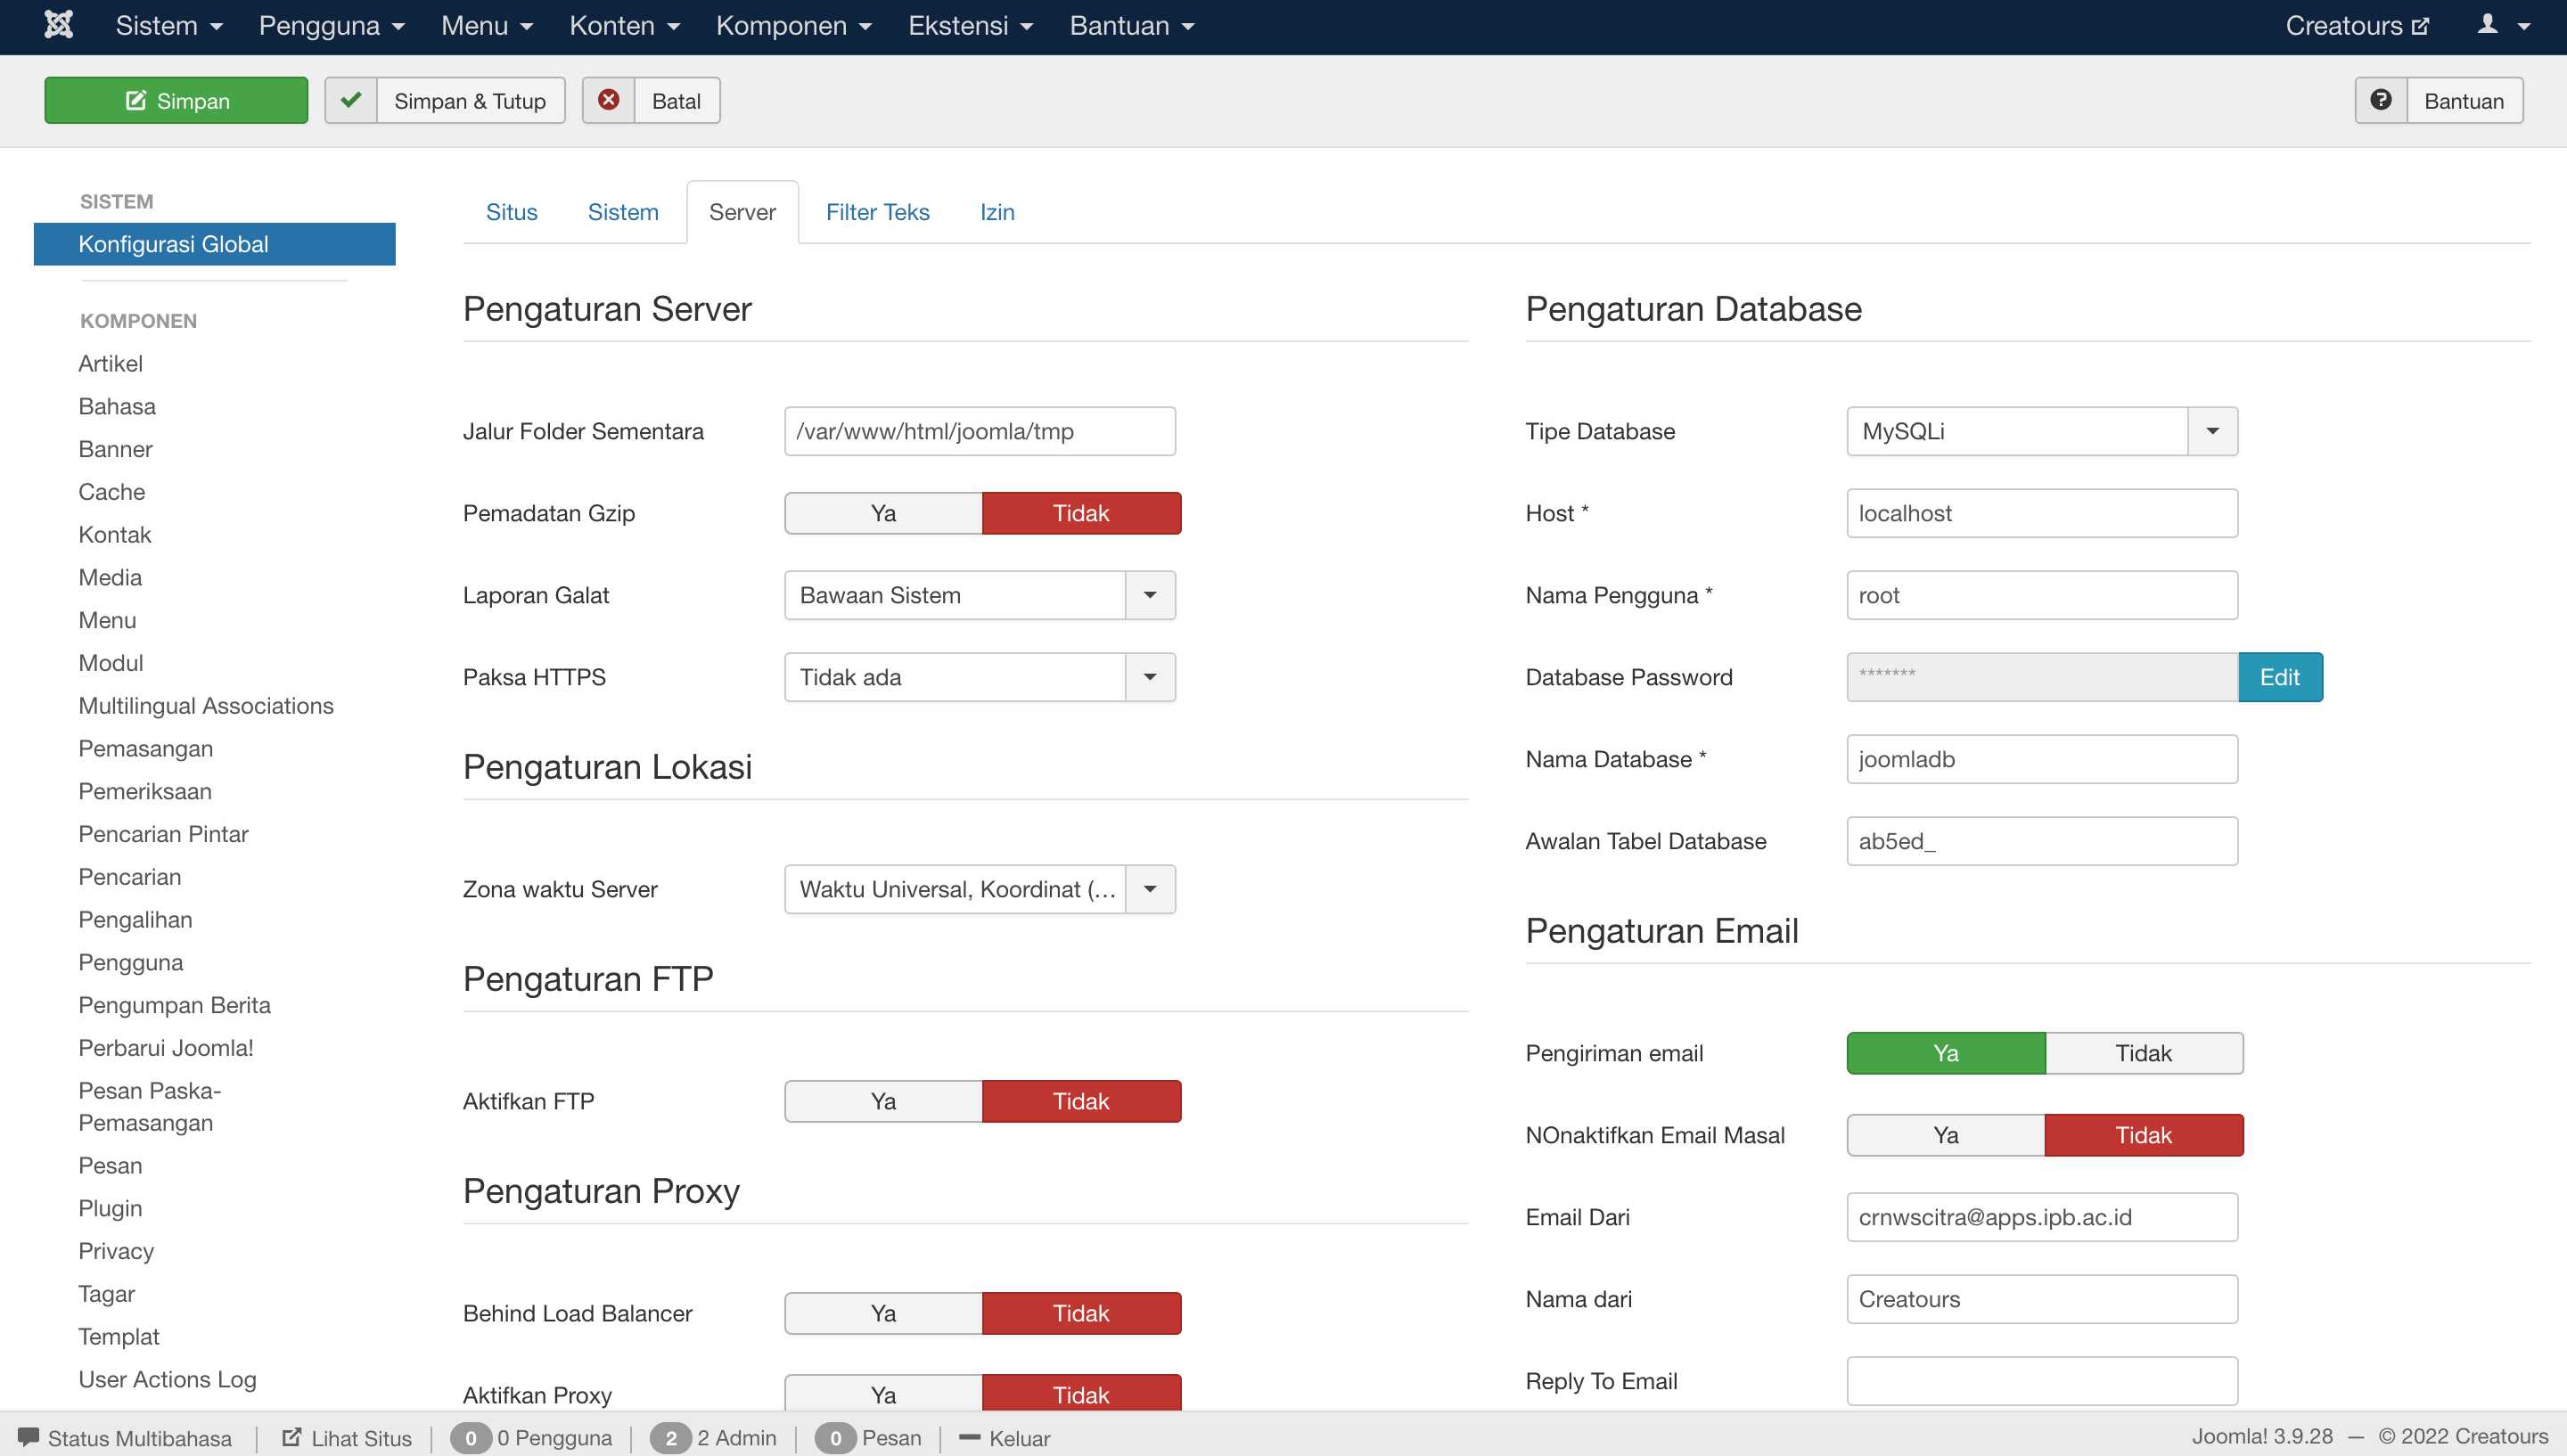 Sistem Pengguna Menu Konten Komponen Ekstensi Bantuan Creatours
Simpan Simpan & Tutup Batal Bantuan
SISTEM
Konfigurasi Global
KOMPONEN
Artikel
Bahasa
Banner
Cache
Kontak
Media
Menu
Modul
Multilingual Associations
Pemasangan
Pemeriksaan
Pencarian Pintar
Pencarian
Pengalihan
Pengguna
Pengumpan Berita
Perbarui Joomla!
Pesan Paska-
Pemasangan
Pesan
Plugin
Privacy
Tagar
Templat
User Actions Log
Situs Sistem Server Filter Teks Izin
Pengaturan Server
Jalur Folder Sementara /var/www/html/joomla/tmp
Pemadatan Gzip Ya Tidak
Laporan Galat Bawaan Sistem
Paksa HTTPS Tidak ada
Pengaturan Lokasi
Zona waktu Server Waktu Universal, Koordinat (...
Pengaturan FTP
Aktifkan FTP Ya Tidak
Pengaturan Proxy
Behind Load Balancer Ya Tidak
Aktifkan Proxy Ya Tidak
Pengaturan Database
Tipe Database MySQLi
Host * localhost
Nama Pengguna * root
Database Password ******* Edit
Nama Database * joomladb
Awalan Tabel Database ab5ed_
Pengaturan Email
Pengiriman email Ya Tidak
NOnaktifkan Email Masal Ya Tidak
Email Dari crnwscitra@apps.ipb.ac.id
Nama dari Creatours
Reply To Email
Status Multibahasa Lihat Situs 0 0 Pengguna 2 2 Admin 0 Pesan Keluar Joomla! 3.9.28 — © 2022 Creatours